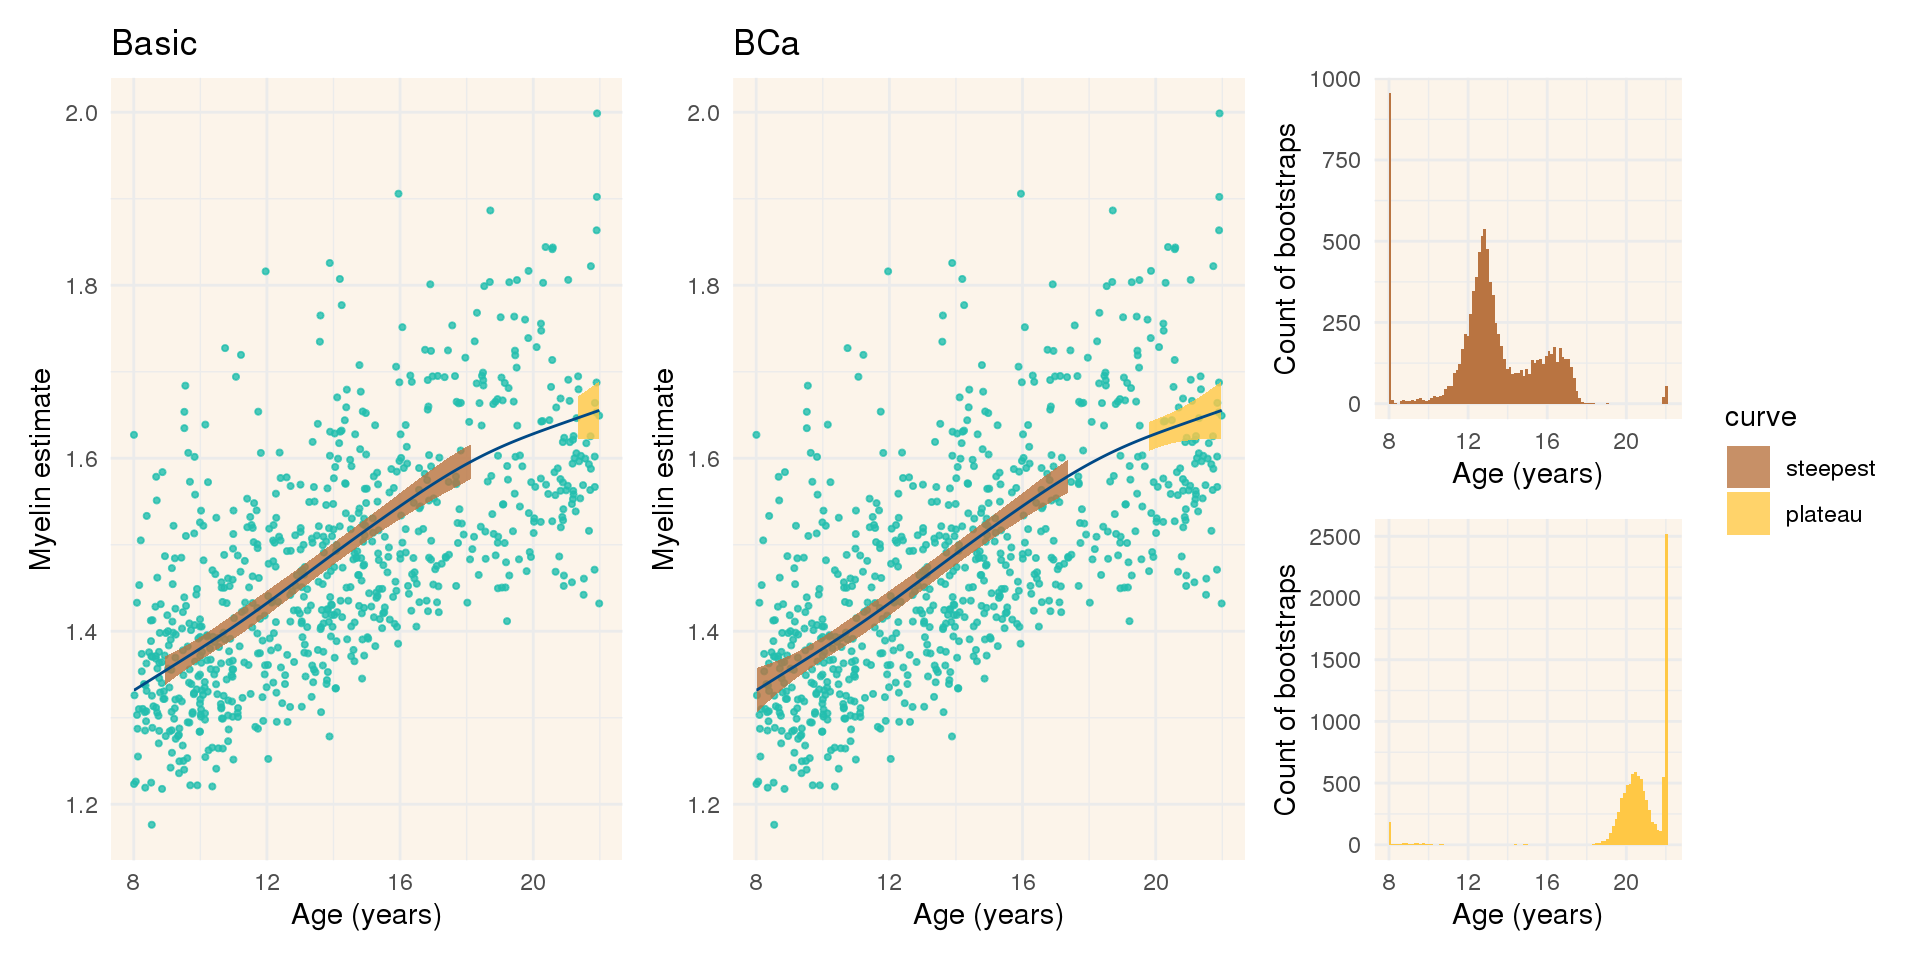 Basic
2.0
1.8
1.6
1.4
1.2
Myelin estimate
8 12 16 20
Age (years)
BCa
2.0
1.8
1.6
1.4
1.2
Myelin estimate
8 12 16 20
Age (years)
1000
750
500
250
0
Count of bootstraps
8 12 16 20
Age (years)
2500
2000
1500
1000
500
0
Count of bootstraps
8 12 16 20
Age (years)
curve
steepest
plateau